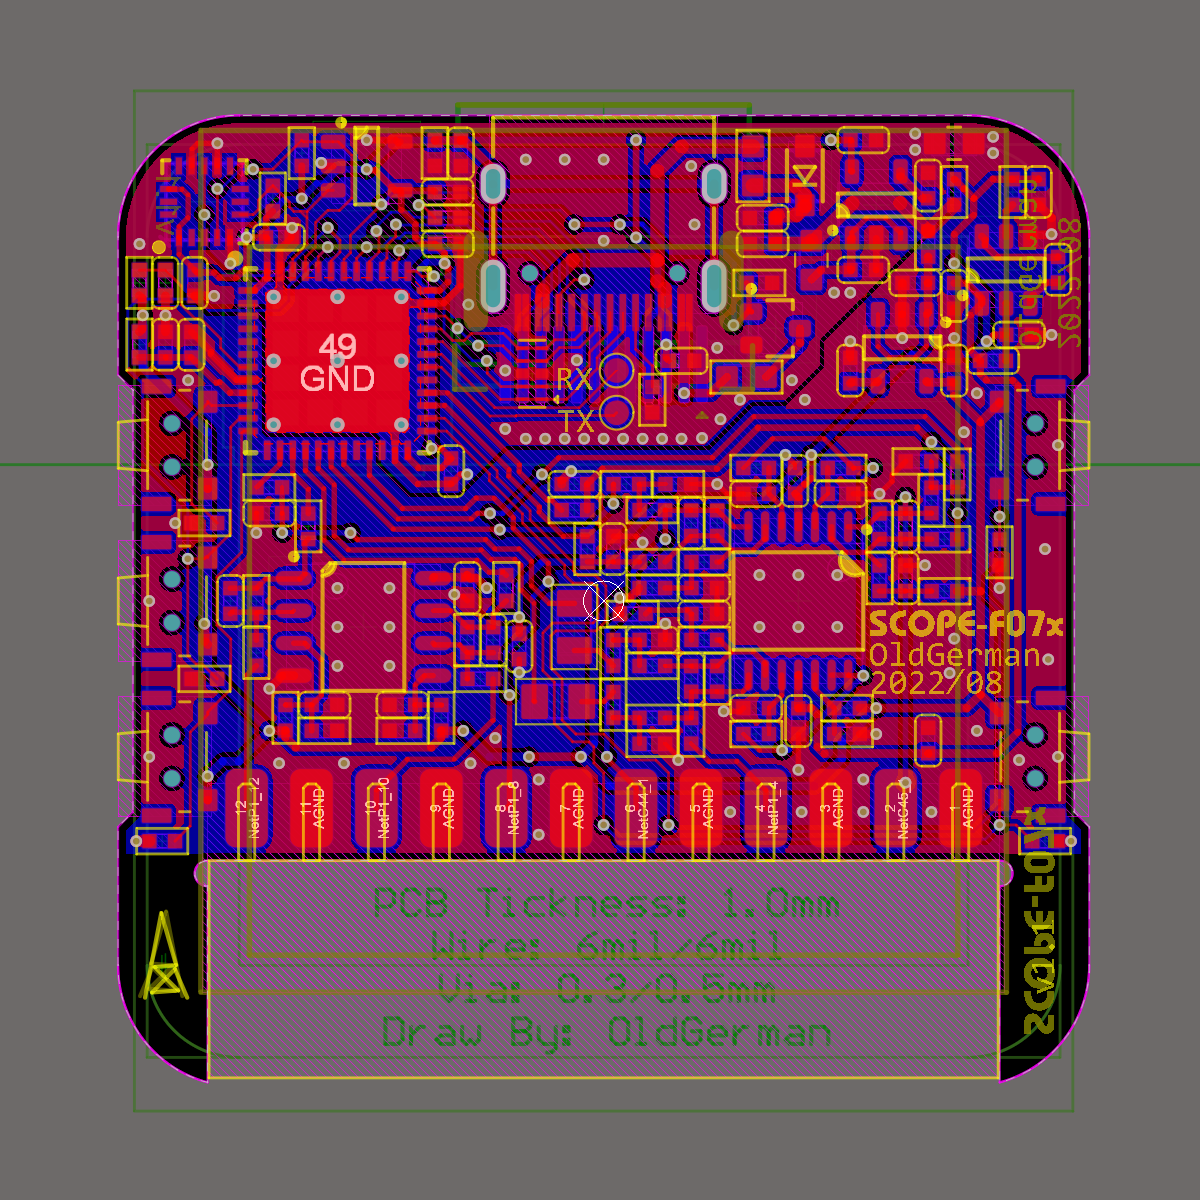 OldGerman
2022/08
49
GND
RX
TX
SCOPE-F07x
OldGerman
2022/08
12
NetP1_12
11
AGND
10
NetP1_10
9
AGND
8
NetP1_8
7
AGND
6
NetC44_1
5
AGND
4
NetP1_4
3
AGND
2
NetC45_1
1
AGND
PCB Tickness: 1.0mm
Wire: 6mil/6mil
Via: 0.3/0.5mm
Draw By: OldGerman
SCOPE-F07x
V1.1